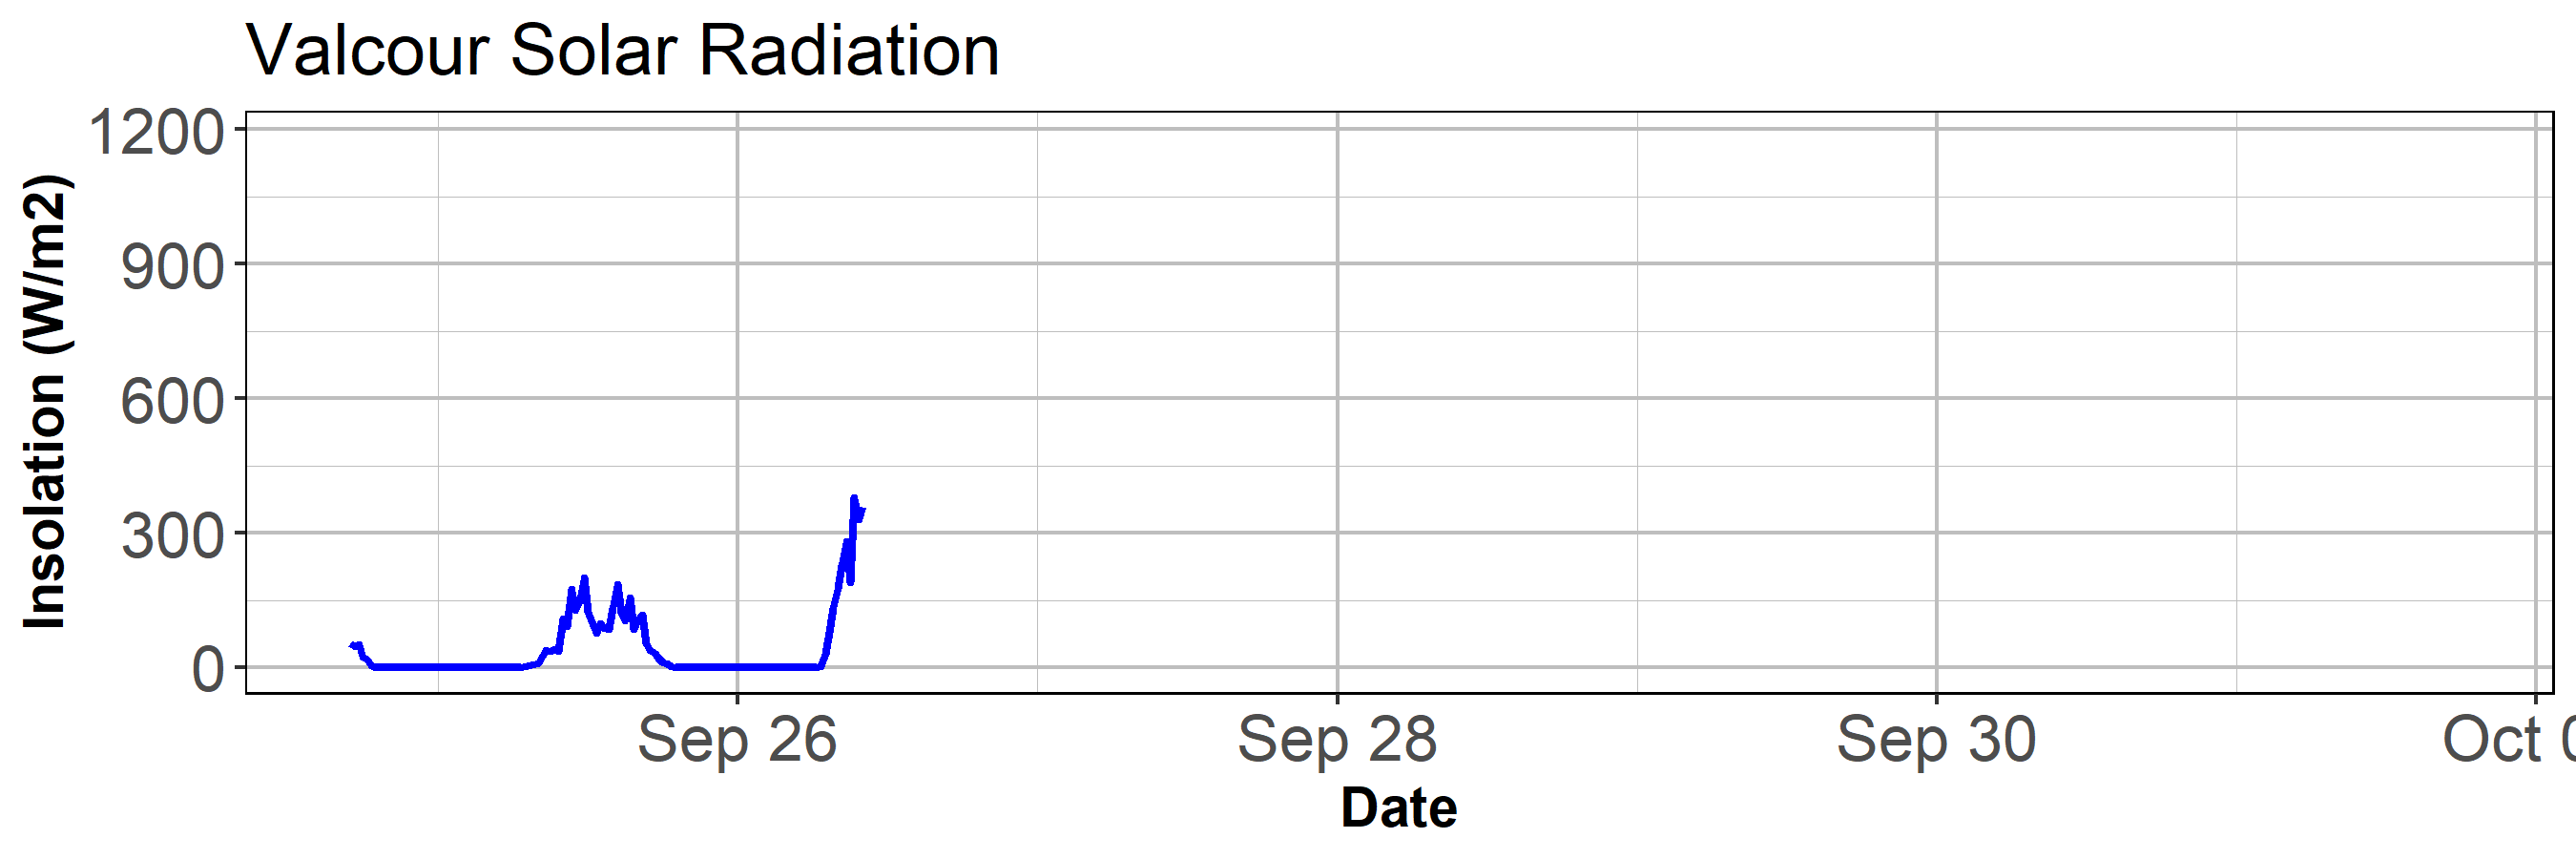 Valcour Solar Radiation
1200
900
600
300
0
Insolation (W/m2)
Sep 26 Sep 28 Sep 30 Oct
Date